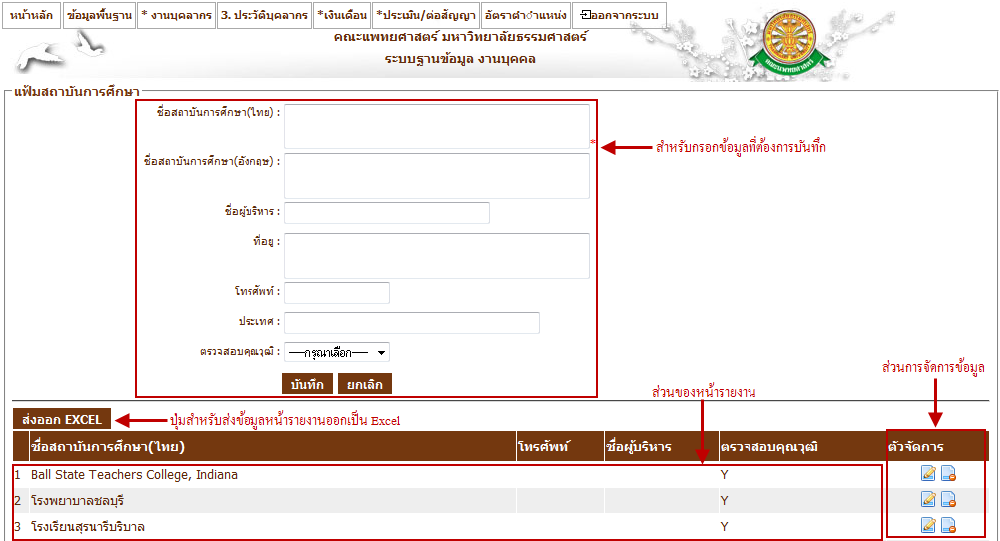 หน้าหลัก ข้อมูลพื้นฐาน * งานบุคลากร 3. ประวัติบุคลากร *เงินเดือน *ประเมิน/ต่อสัญญา อัตราตำแหน่ง ออกจากระบบ
คณะแพทยศาสตร์ มหาวิทยาลัยธรรมศาสตร์
ระบบฐานข้อมูล งานบุคคล
คณะแพทยศาสตร์
แฟ้มสถาบันการศึกษา
ชื่อสถาบันการศึกษา(ไทย) :
* สำหรับกรอกข้อมูลที่ต้องการบันทึก
ชื่อสถาบันการศึกษา(อังกฤษ) :
ชื่อผู้บริหาร :
ที่อยู่ :
โทรศัพท์ :
ประเทศ :
ตรวจสอบคุณวุฒิ : ----กรุณาเลือก----
บันทึก ยกเลิก
ส่วนการจัดการข้อมูล
ส่วนของหน้ารายงาน
ส่งออก EXCEL ปุ่มสำหรับส่งข้อมูลหน้ารายงานออกเป็น Excel
ชื่อสถาบันการศึกษา(ไทย) โทรศัพท์ ชื่อผู้บริหาร ตรวจสอบคุณวุฒิ ตัวจัดการ
1 Ball State Teachers College, Indiana Y
2 โรงพยาบาลชลบุรี Y
3 โรงเรียนสุรนารีบริบาล Y